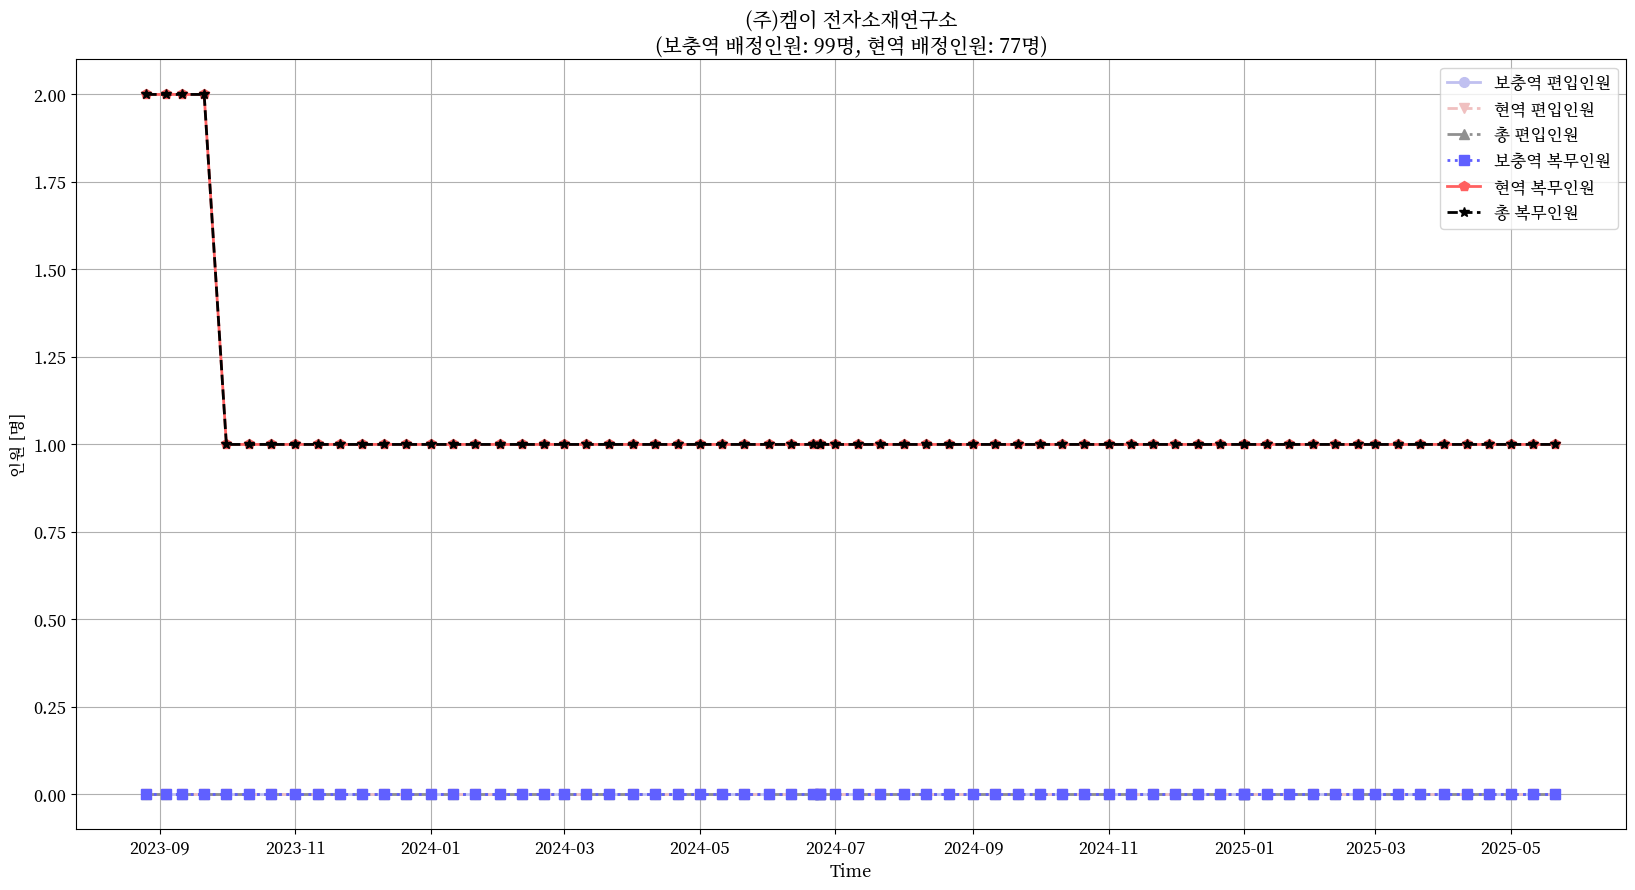 (주)켐이 전자소재연구소
(보충역 배정인원: 99명, 현역 배정인원: 77명)
보충역 편입인원
현역 편입인원
총 편입인원
보충역 복무인원
현역 복무인원
총 복무인원
인원 [명]
2.00
1.75
1.50
1.25
1.00
0.75
0.50
0.25
0.00
2023-09 2023-11 2024-01 2024-03 2024-05 2024-07 2024-09 2024-11 2025-01 2025-03 2025-05
Time